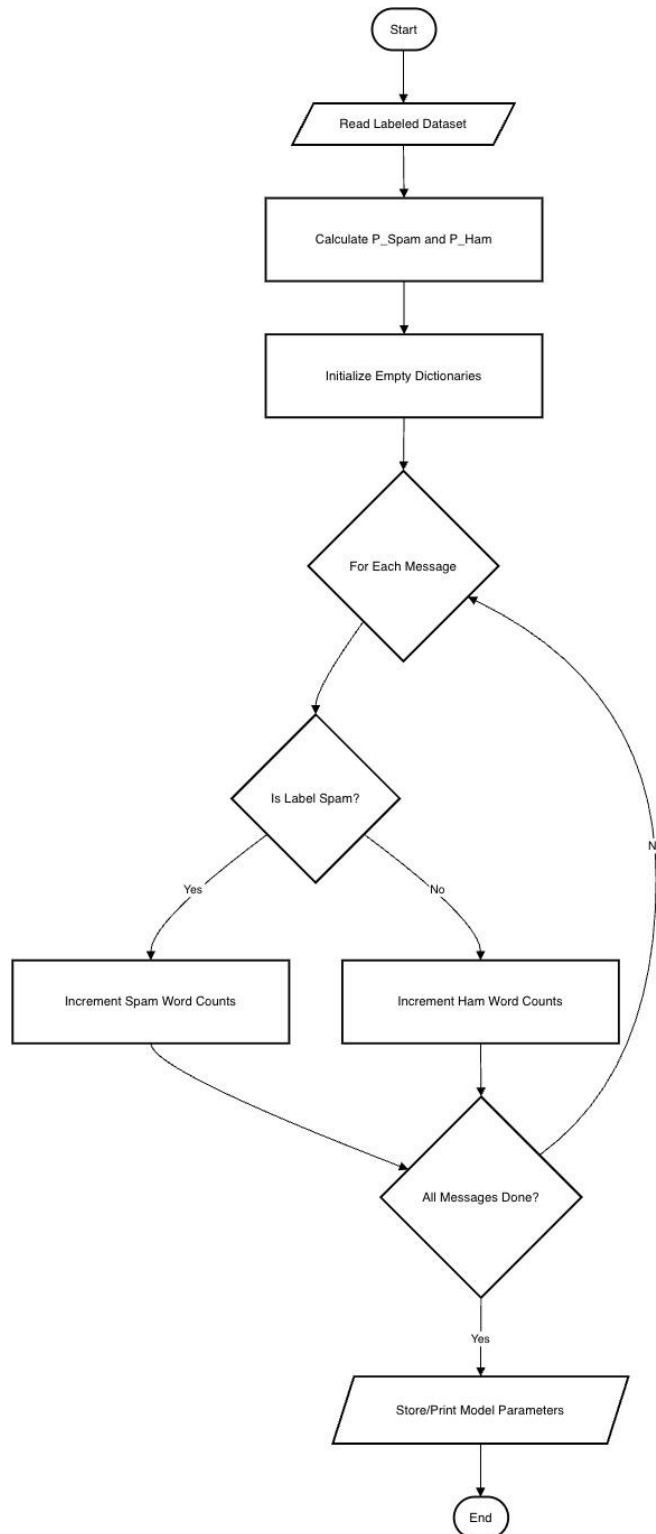 Start
Read Labeled Dataset
Calculate P_Spam and P_Ham
Initialize Empty Dictionaries
For Each Message
Is Label Spam?
Yes
No
Increment Spam Word Counts
Increment Ham Word Counts
All Messages Done?
Yes
Store/Print Model Parameters
End